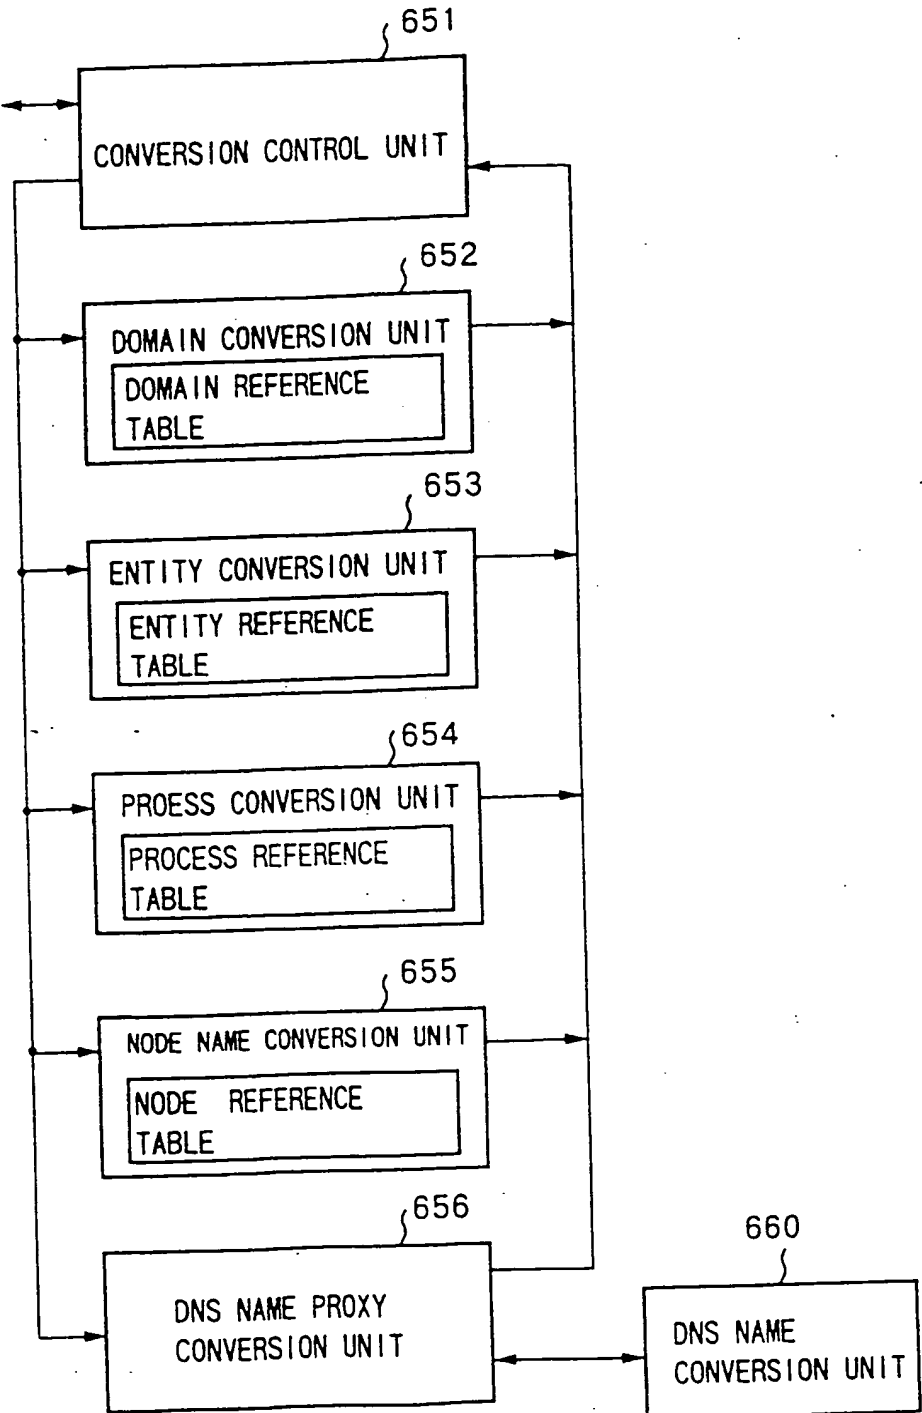 651
CONVERSION CONTROL UNIT
652
DOMAIN CONVERSION UNIT
DOMAIN REFERENCE
TABLE
653
ENTITY CONVERSION UNIT
ENTITY REFERENCE
TABLE
654
PROESS CONVERSION UNIT
PROCESS REFERENCE
TABLE
655
NODE NAME CONVERSION UNIT
NODE REFERENCE
TABLE
656
DNS NAME PROXY
CONVERSION UNIT
660
DNS NAME
CONVERSION UNIT